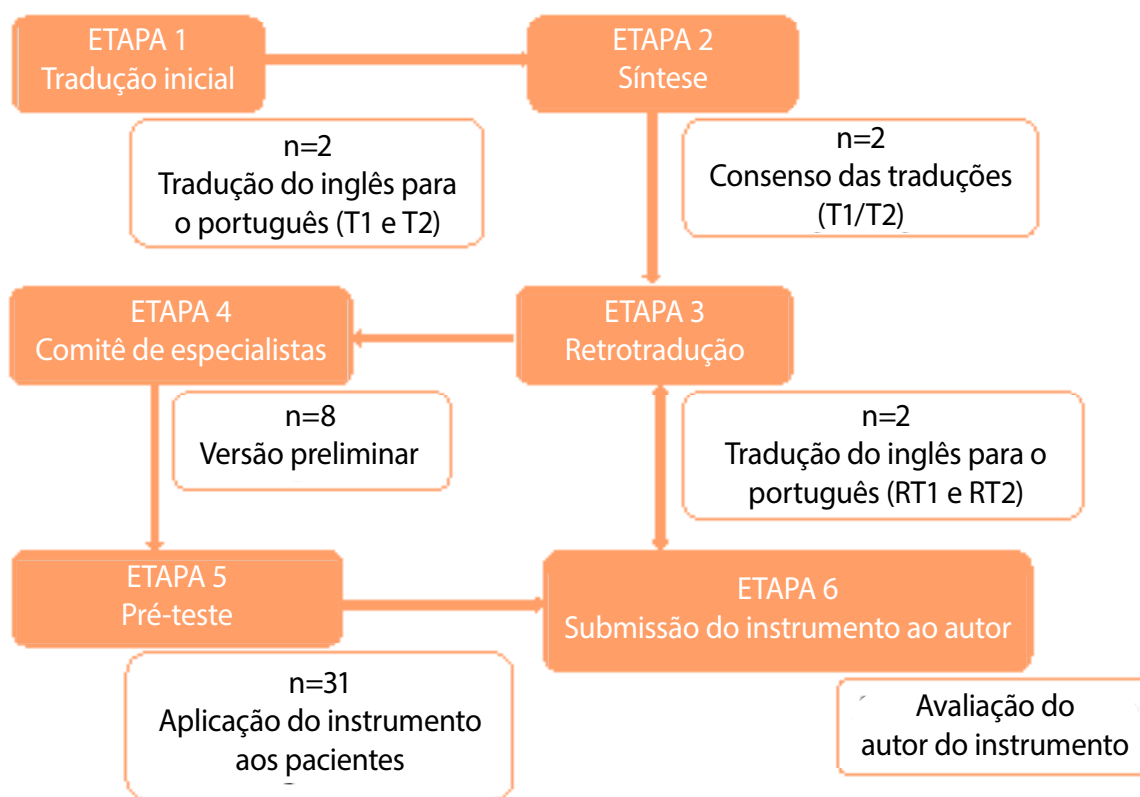 ETAPA 1
Tradução inicial
n=2
Tradução do inglês para
o português (T1 e T2)
ETAPA 2
Síntese
n=2
Consenso das traduções
(T1/T2)
ETAPA 3
Retrotradução
n=2
Tradução do inglês para o
português (RT1 e RT2)
ETAPA 4
Comitê de especialistas
n=8
Versão preliminar
ETAPA 5
Pré-teste
n=31
Aplicação do instrumento
aos pacientes
ETAPA 6
Submissão do instrumento ao autor
Avaliação do
autor do instrumento